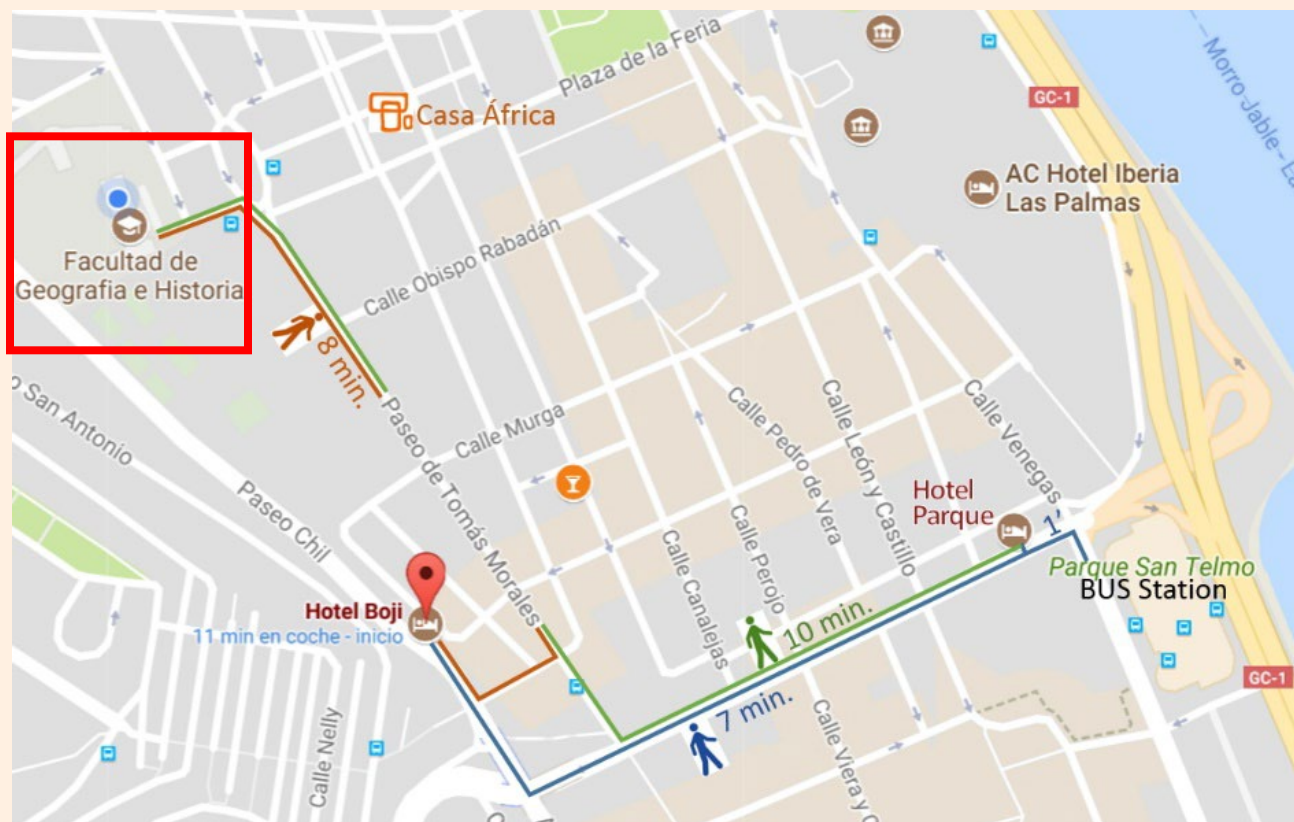 Plaza de la Feria
GC-1
Morro Jable - La
Casa África
AC Hotel Iberia
Las Palmas
Facultad de
Geografia e Historia
Calle Obispo Rabadán
8 min.
o San Antonio
Paseo Chil
Paseo de Tomás Morales
Calle Murga
Calle Pedro de Vera
Calle León y Castillo
Calle Venegas
Hotel
Parque
1'
Calle Canalejas
Calle Perojo
Parque San Telmo
BUS Station
Hotel Boji
11 min en coche - inicio
10 min.
7 min.
GC-1
Calle Nelly
Calle Viera y C